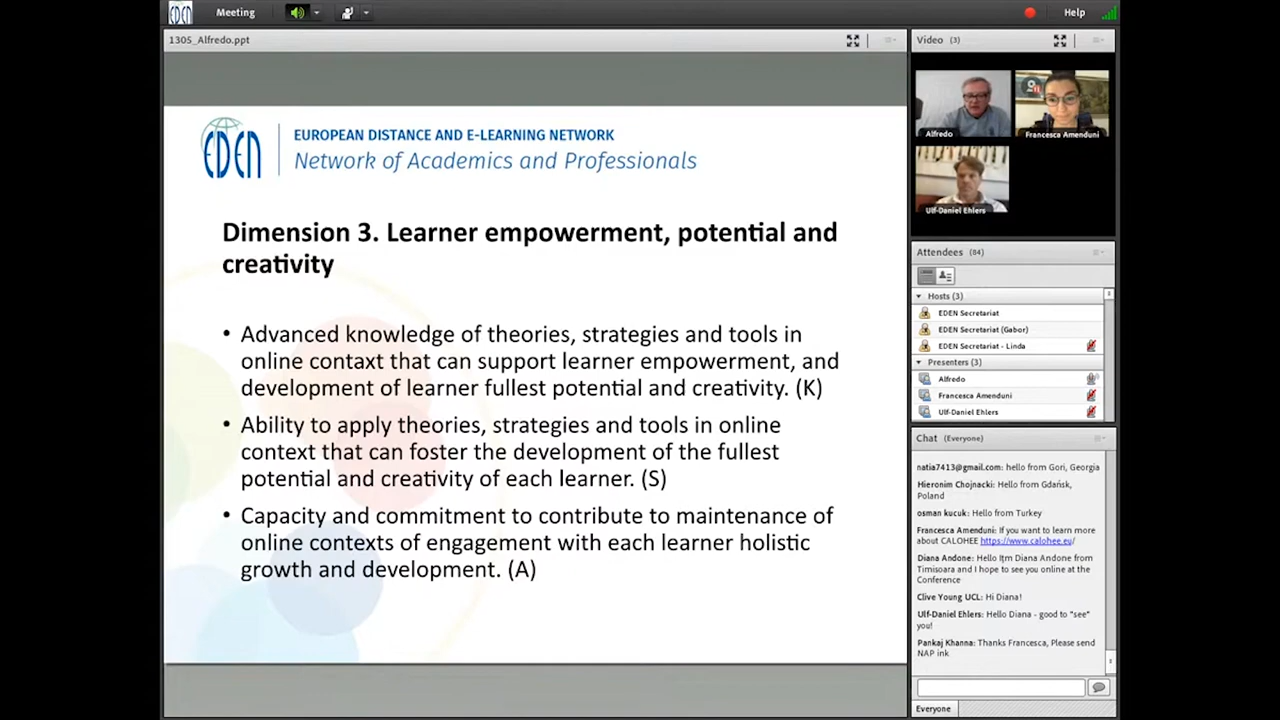 EDEN
Meeting
Help
1305_Alfredo.ppt
EDEN
EUROPEAN DISTANCE AND E-LEARNING NETWORK
Network of Academics and Professionals
Dimension 3. Learner empowerment, potential and
creativity
• Advanced knowledge of theories, strategies and tools in
online contaxt that can support learner empowerment, and
development of learner fullest potential and creativity. (K)
• Ability to apply theories, strategies and tools in online
context that can foster the development of the fullest
potential and creativity of each learner. (S)
• Capacity and commitment to contribute to maintenance of
online contexts of engagement with each learner holistic
growth and development. (A)
Video (3)
Alfredo
Francesca Amenduni
Ulf-Daniel Ehlers
Attendees (84)
Hosts (3)
EDEN Secretariat
EDEN Secretariat (Gabor)
EDEN Secretariat - Linda
Presenters (3)
Alfredo
Francesca Amenduni
Ulf-Daniel Ehlers
Chat (Everyone)
natia7413@gmail.com: hello from Gori, Georgia
Hieronim Chojnacki: Hello from Gdańsk,
Poland
osman kucuk: Hello from Turkey
Francesca Amenduni: If you want to learn more
about CALOHEE https://www.calohee.eu/
Diana Andone: Hello Itm Diana Andone from
Timisoara and I hope to see you online at the
Conference
Clive Young UCL: Hi Diana!
Ulf-Daniel Ehlers: Hello Diana - good to "see"
you!
Pankaj Khanna: Thanks Francesca, Please send
NAP ink
Everyone